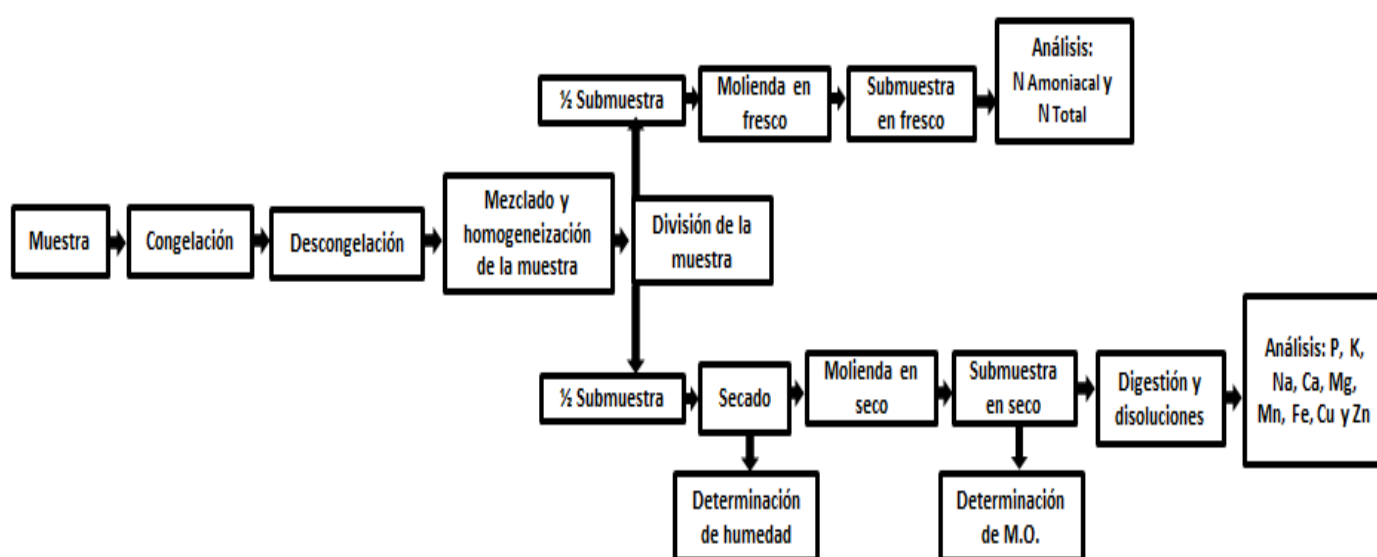 Muestra
Congelación
Descongelación
Mezclado y
homogeneización
de la muestra
División de la
muestra
½ Submuestra
Molienda en
fresco
Submuestra
en fresco
Análisis:
N Amoniacal y
N Total
½ Submuestra
Secado
Molienda en
seco
Submuestra
en seco
Digestión y
disoluciones
Análisis: P, K,
Na, Ca, Mg,
Mn, Fe, Cu y Zn
Determinación
de humedad
Determinación
de M.O.